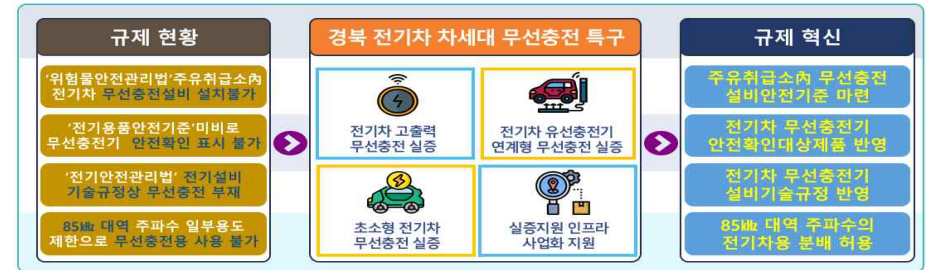 규제 현황
'위험물안전관리법'주유취급소內
전기차 무선충전설비 설치불가
'전기용품안전기준'미비로
무선충전기 안전확인 표시 불가
'전기안전관리법' 전기설비
기술규정상 무선충전 부재
85㎑ 대역 주파수 일부용도
제한으로 무선충전용 사용 불가
경북 전기차 차세대 무선충전 특구
전기차 고출력
무선충전 실증
전기차 유선충전기
연계형 무선충전 실증
초소형 전기차
무선충전 실증
실증지원 인프라
사업화 지원
규제 혁신
주유취급소內 무선충전
설비안전기준 마련
전기차 무선충전기
안전확인대상제품 반영
전기차 무선충전기
설비기술규정 반영
85㎑ 대역 주파수의
전기차용 분배 허용